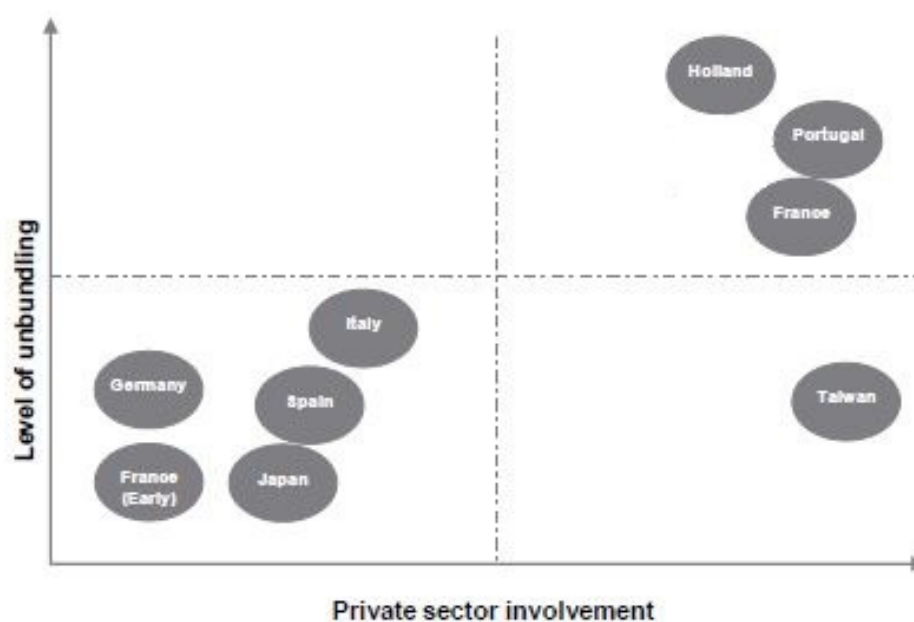 Holland
Portugal
France
Level of unbundling
Italy
Germany
Spain
Taiwan
France
(Early)
Japan
Private sector involvement